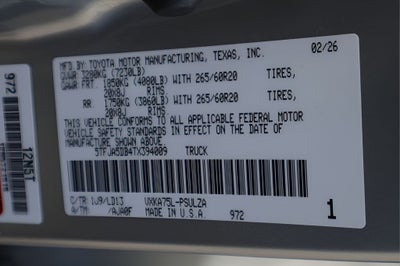 MFD.BY:TOYOTA MOTOR MANUFACTURING, TEXAS, INC. 02/26
GVWR 3280KG (7230LB)
GAWR FRT. 1850KG (4080LB) WITH 265/60R20 TIRES,
20X8J RIMS
RR 1750KG (3860LB) WITH 265/60R20 TIRES,
20X8J RIMS
THIS VEHICLE CONFORMS TO ALL APPLICABLE FEDERAL MOTOR
VEHICLE SAFETY STANDARDS IN EFFECT ON THE DATE OF
MANUFACTURE SHOWN ABOVE.
5TFJA5DB4TX394009 TRUCK
C/TR: 1J9/LD13 VXKA75L-PSULZA
A/TM: /AJA0F MADE IN U.S.A. 972 1
972